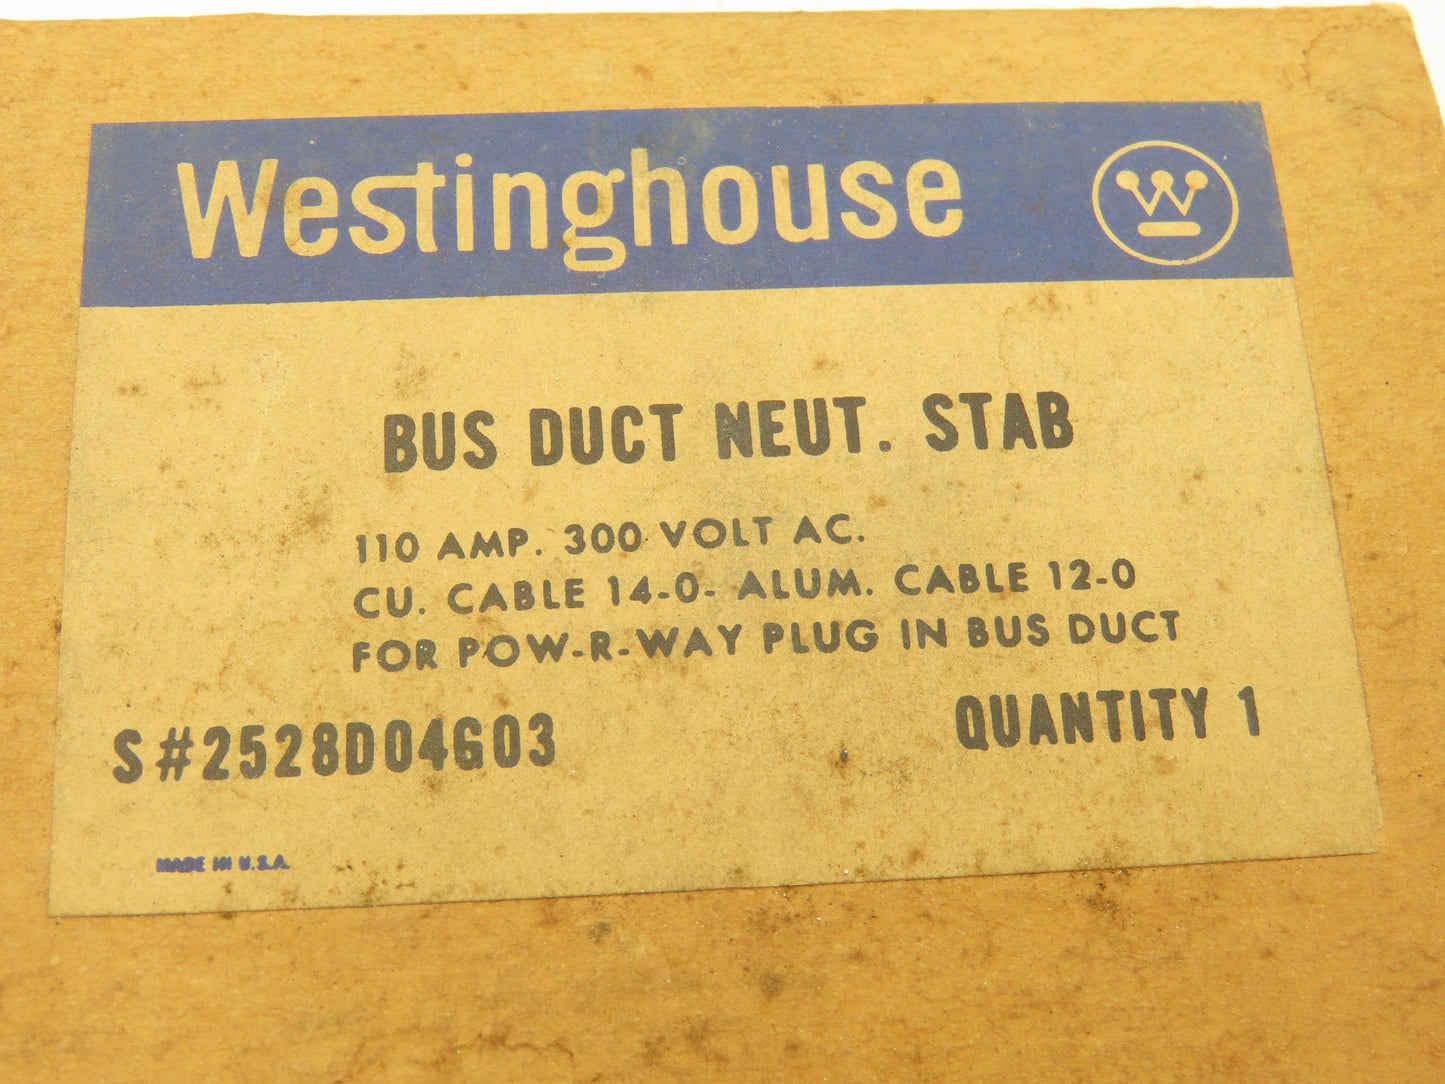 Westinghouse
W
BUS DUCT NEUT. STAB
110 AMP. 300 VOLT AC.
CU. CABLE 14-0- ALUM. CABLE 12-0
FOR POW-R-WAY PLUG IN BUS DUCT
S#2528D04G03
QUANTITY 1
MADE IN U.S.A.